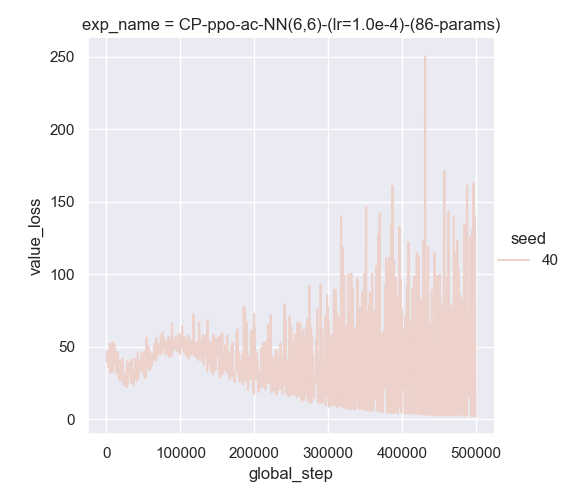 exp_name = CP-ppo-ac-NN(6,6)-(lr=1.0e-4)-(86-params)
250
200
150
100
50
0
value_loss
0 100000 200000 300000 400000 500000
global_step
seed
40